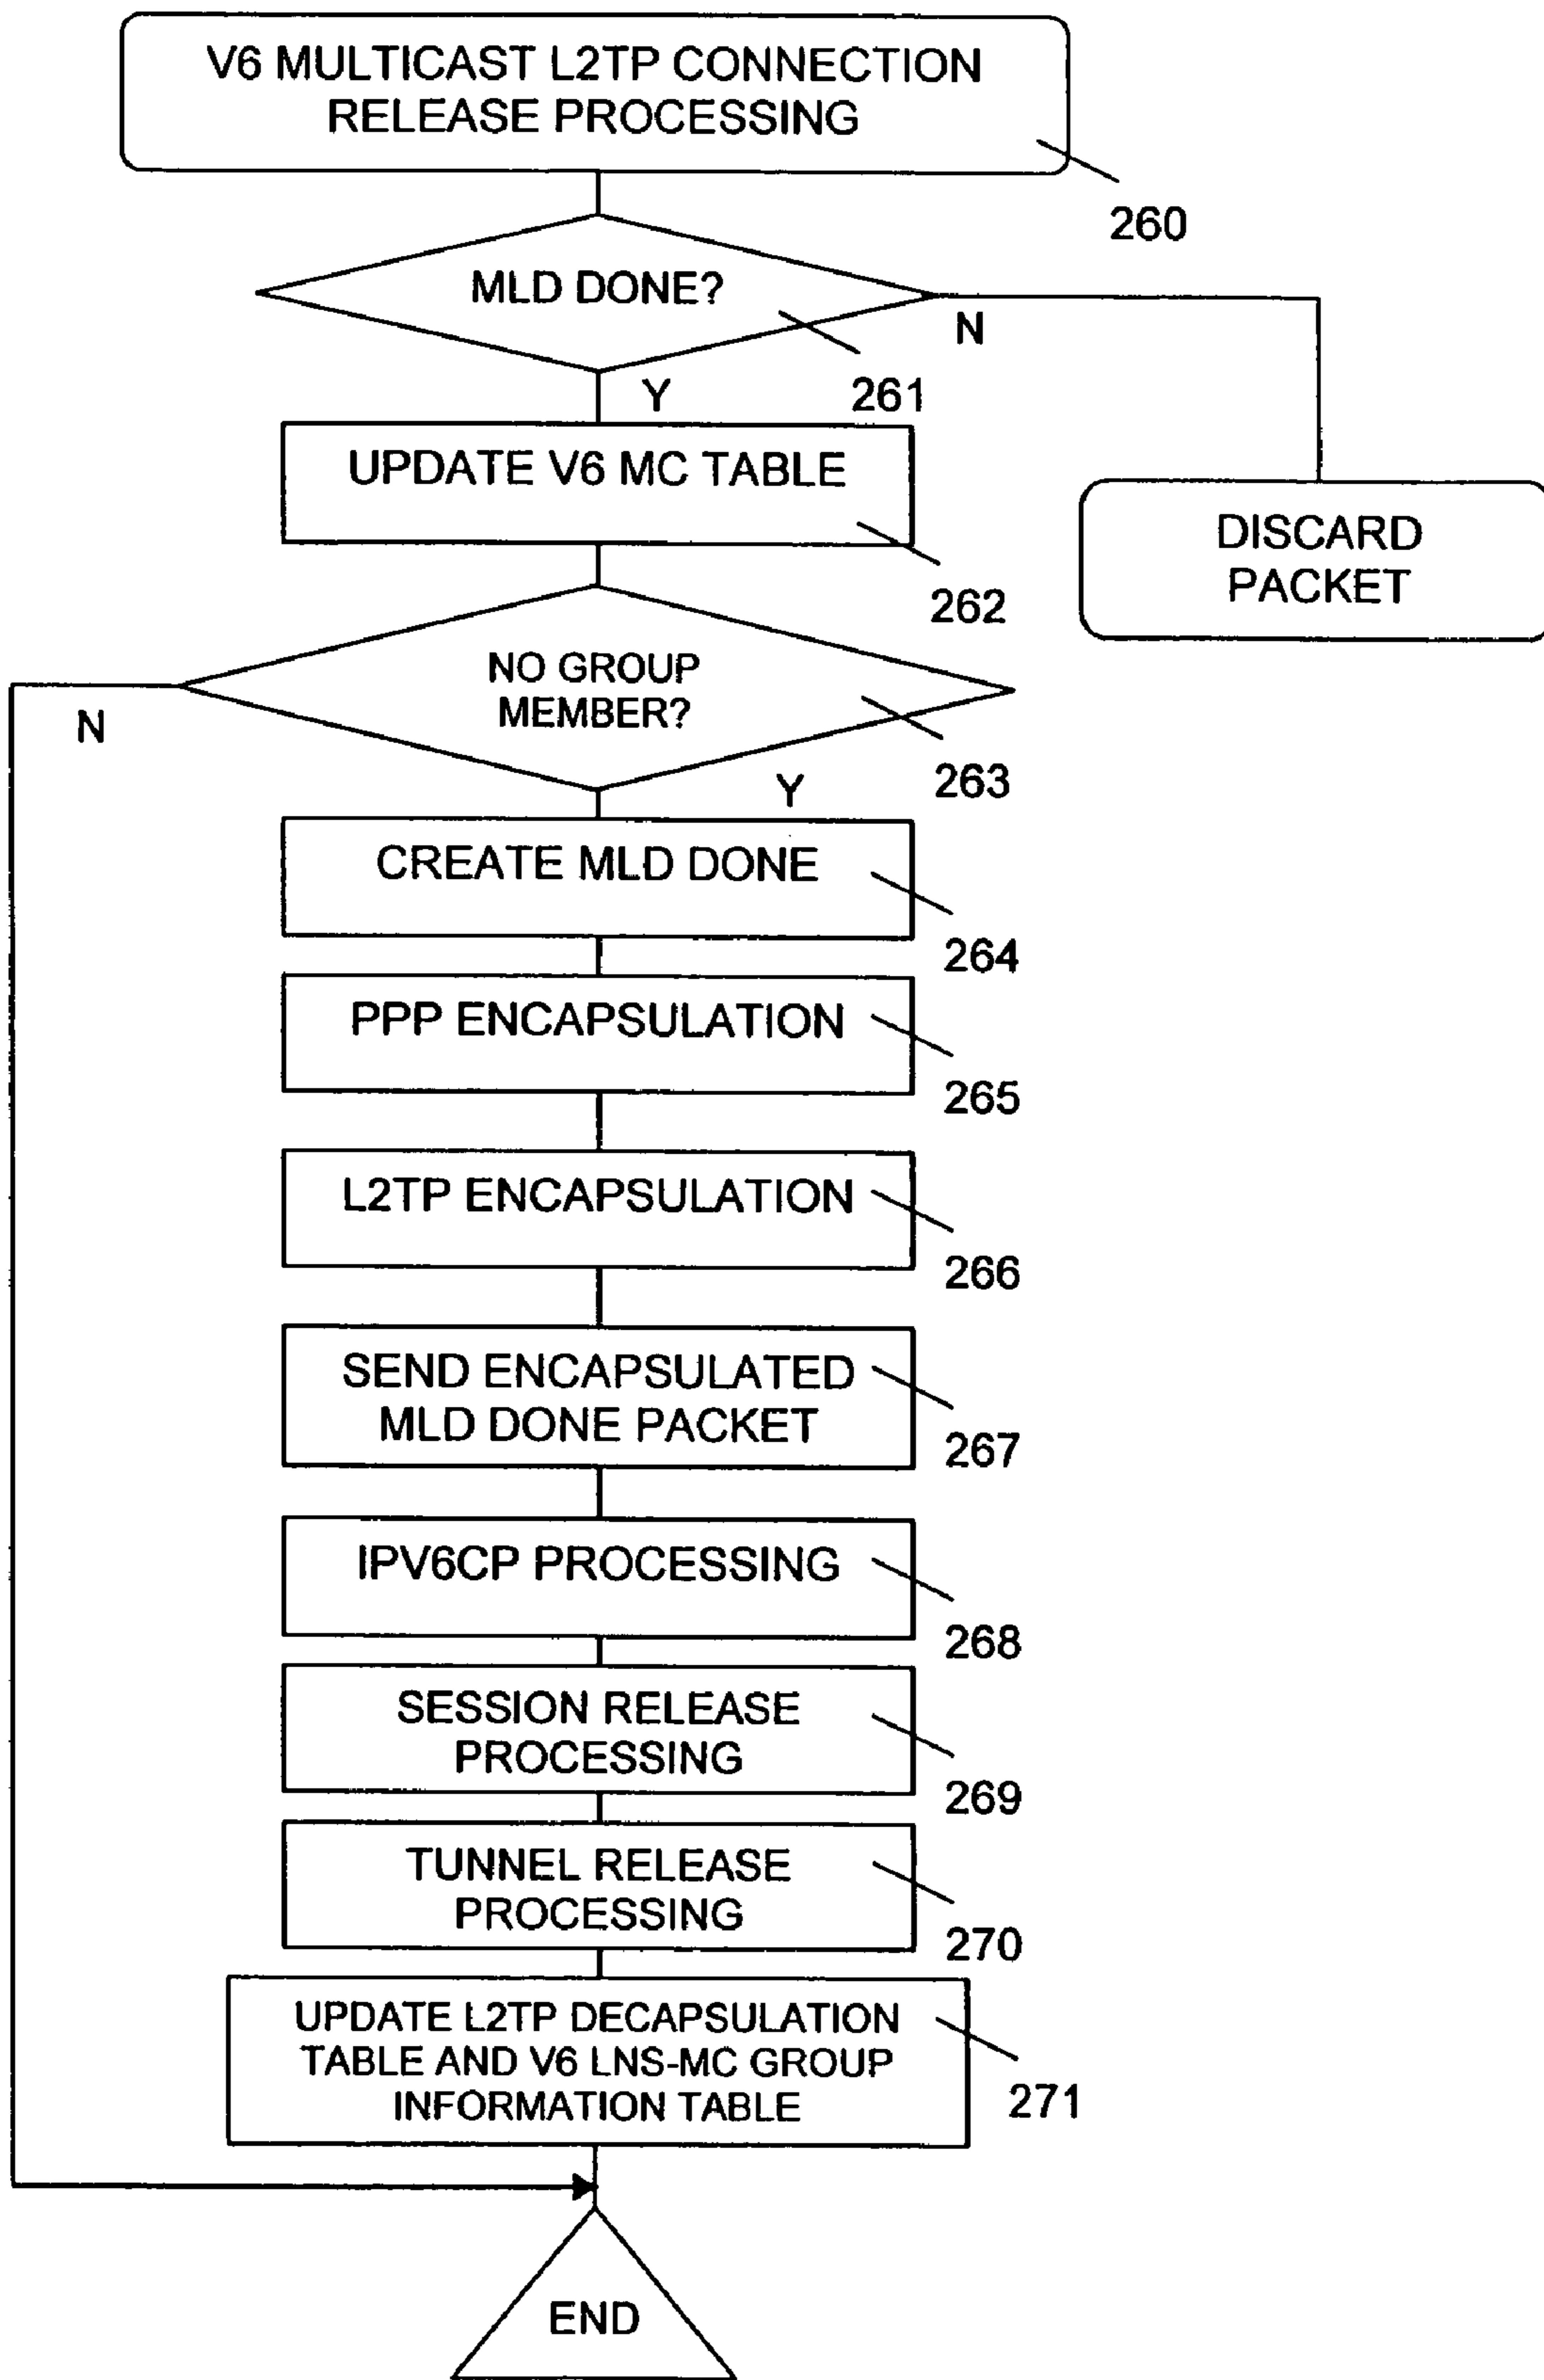 V6 MULTICAST L2TP CONNECTION
RELEASE PROCESSING
260
MLD DONE?
N
261
Y
UPDATE V6 MC TABLE
262
DISCARD
PACKET
NO GROUP
MEMBER?
N
263
Y
CREATE MLD DONE
264
PPP ENCAPSULATION
265
L2TP ENCAPSULATION
266
SEND ENCAPSULATED
MLD DONE PACKET
267
IPV6CP PROCESSING
268
SESSION RELEASE
PROCESSING
269
TUNNEL RELEASE
PROCESSING
270
UPDATE L2TP DECAPSULATION
TABLE AND V6 LNS-MC GROUP
INFORMATION TABLE
271
END